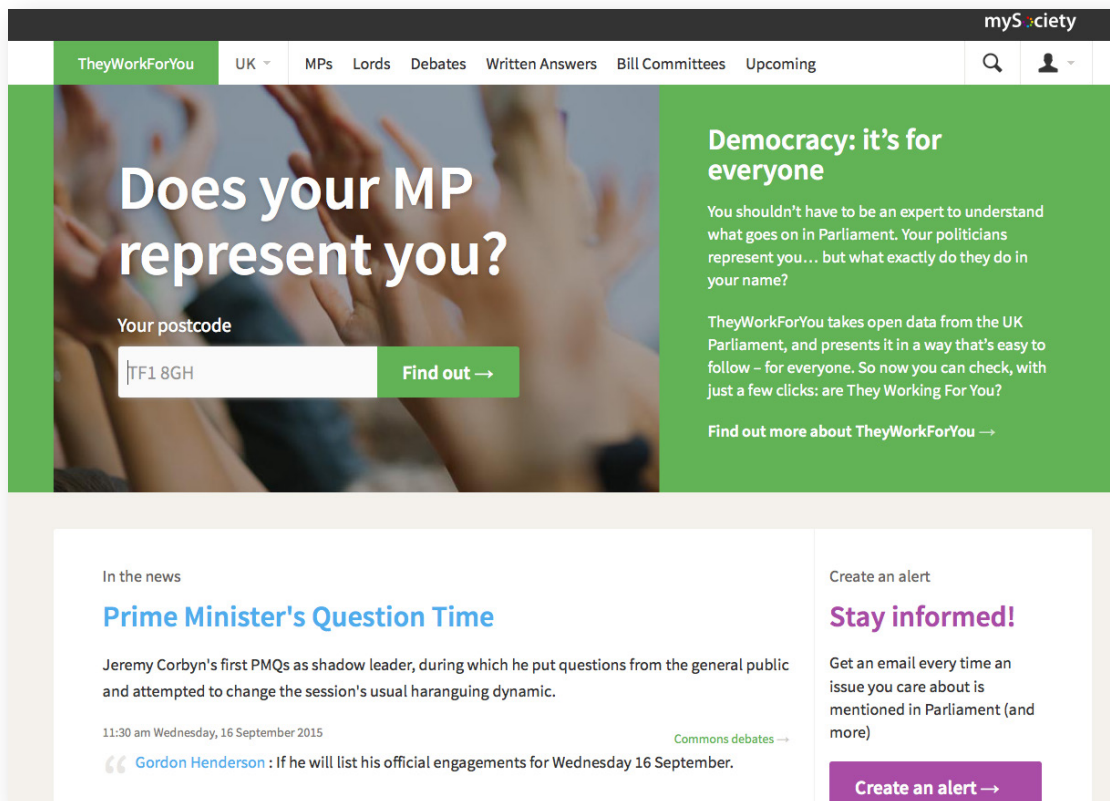 mySociety
TheyWorkForYou UK MPs Lords Debates Written Answers Bill Committees Upcoming
Does your MP
represent you?
Your postcode
TF1 8GH
Find out →
Democracy: it's for
everyone
You shouldn't have to be an expert to understand
what goes on in Parliament. Your politicians
represent you... but what exactly do they do in
your name?
TheyWorkForYou takes open data from the UK
Parliament, and presents it in a way that's easy to
follow – for everyone. So now you can check, with
just a few clicks: are They Working For You?
Find out more about TheyWorkForYou →
In the news
Prime Minister's Question Time
Jeremy Corbyn's first PMQs as shadow leader, during which he put questions from the general public
and attempted to change the session's usual haranguing dynamic.
11:30 am Wednesday, 16 September 2015
Commons debates →
“ Gordon Henderson : If he will list his official engagements for Wednesday 16 September.
Create an alert
Stay informed!
Get an email every time an
issue you care about is
mentioned in Parliament (and
more)
Create an alert →